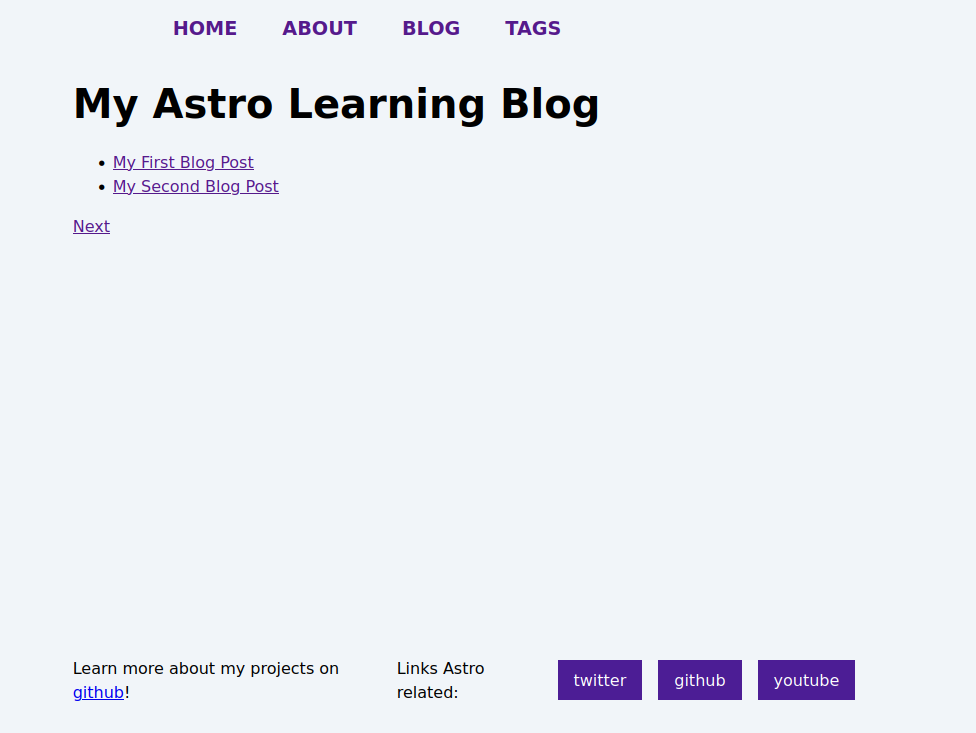 HOME ABOUT BLOG TAGS
My Astro Learning Blog
My First Blog Post
My Second Blog Post
Next
Learn more about my projects on
github!
Links Astro
related:
twitter github youtube